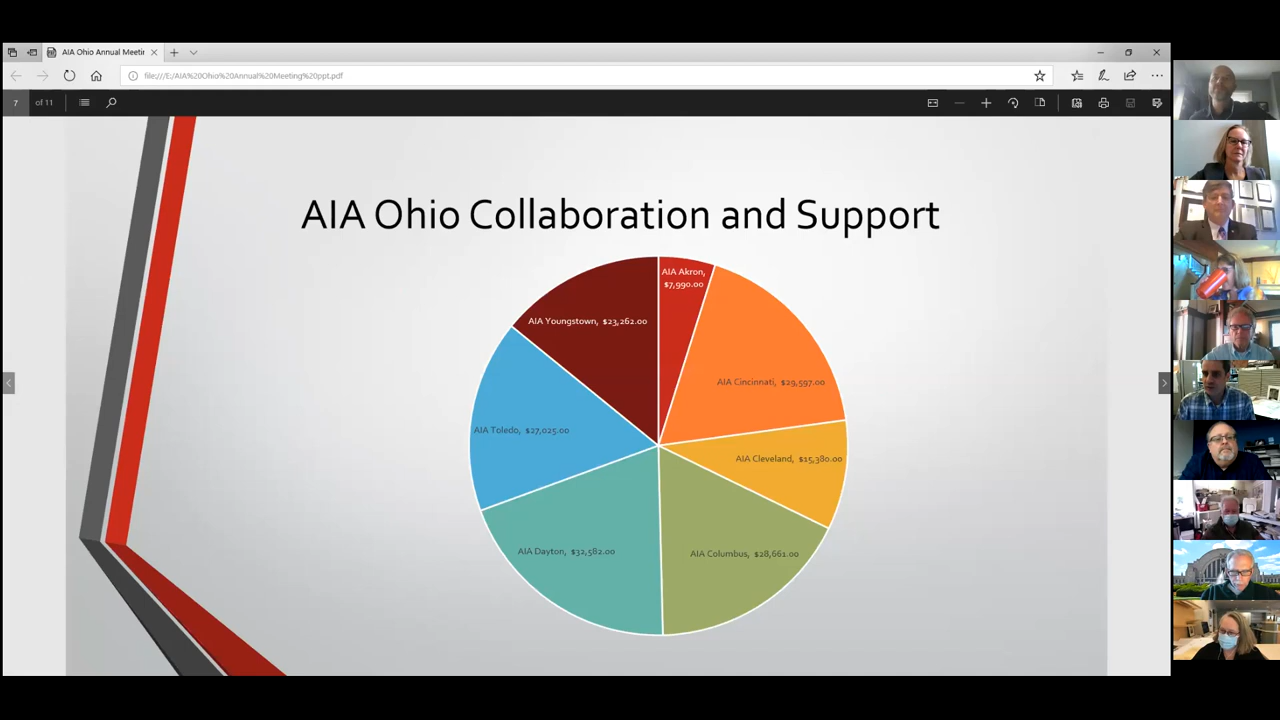 AIA Ohio Annual Meetin
file:///E:/AIA%20Ohio%20Annual%20Meeting%20ppt.pdf
7 of 11
AIA Ohio Collaboration and Support
AIA Akron,
$7,990.00
AIA Youngstown, $23,262.00
AIA Cincinnati, $29,597.00
AIA Toledo, $27,025.00
AIA Cleveland, $15,380.00
AIA Dayton, $32,582.00
AIA Columbus, $28,661.00